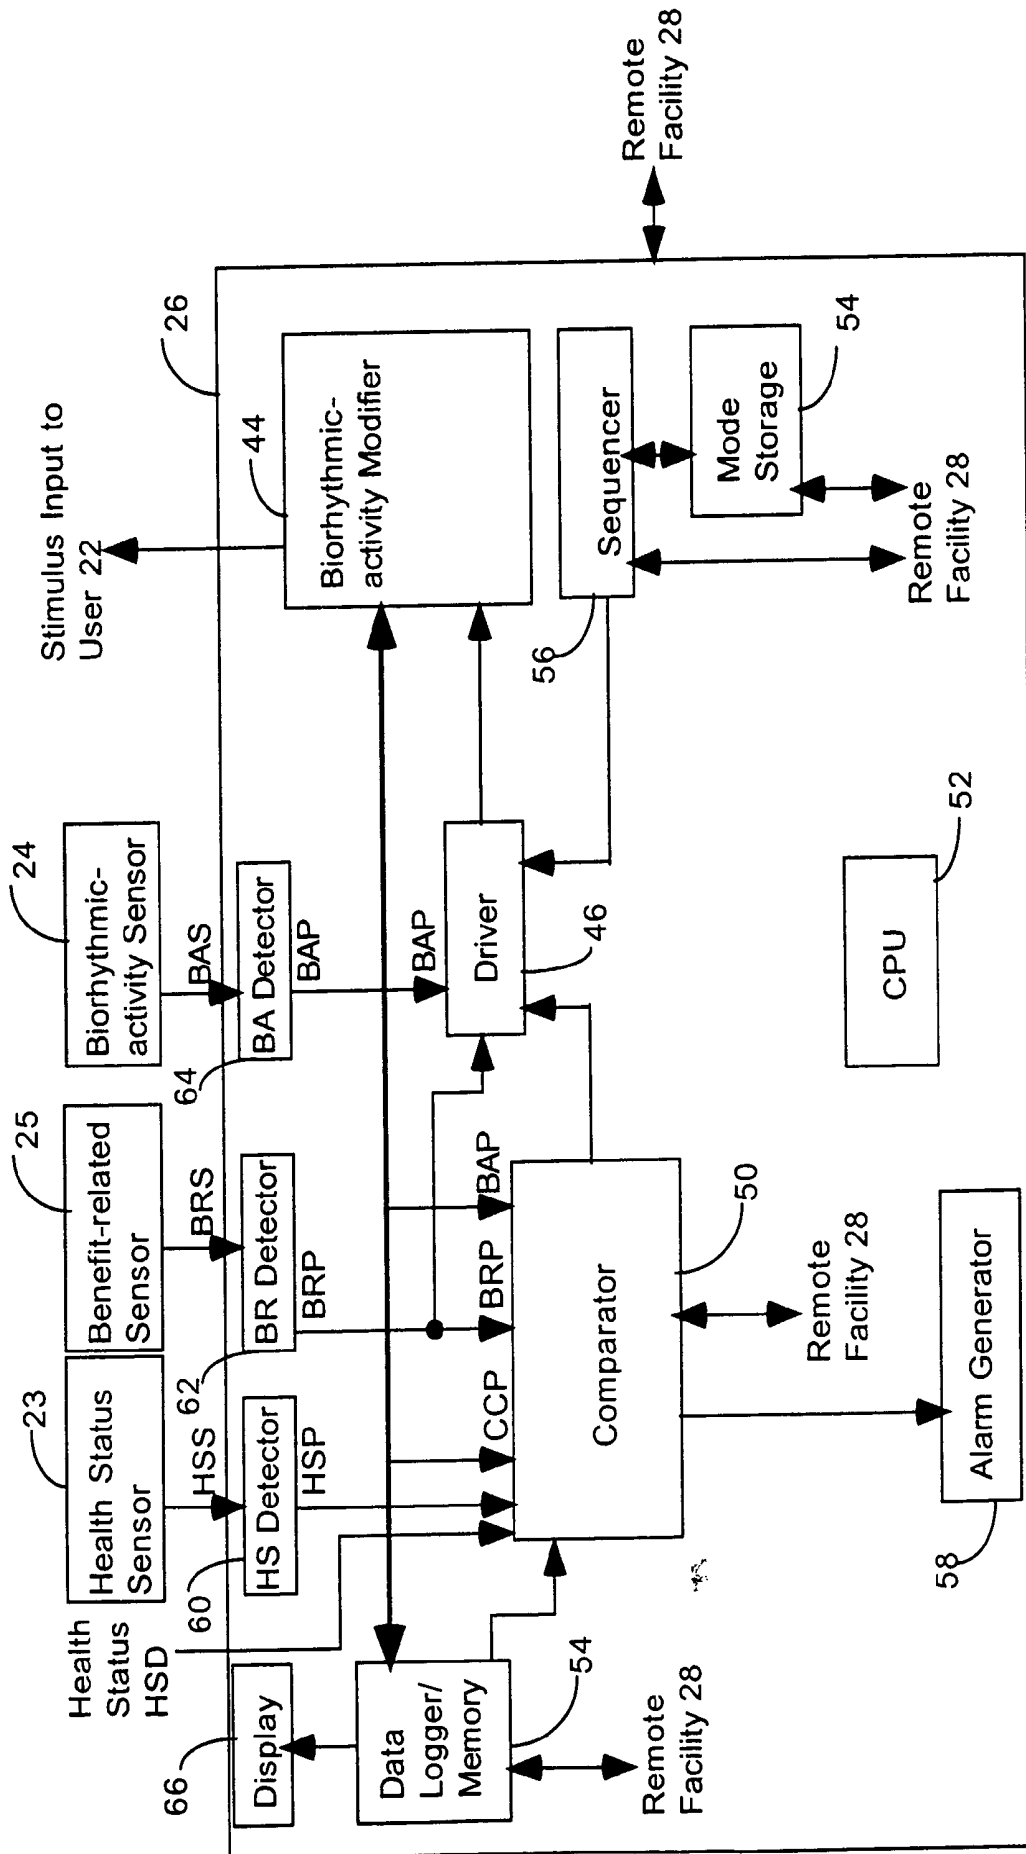 Health
Status
HSD
23
Health Status
Sensor
25
Benefit-related
Sensor
24
Biorythmic-
activity Sensor
Stimulus Input to
User 22
66
Display
60
HSS
HS Detector
HSP
62
BRS
BR Detector
BRP
64
BAS
BA Detector
BAP
44
26
Data
Logger/
Memory
54
CCP
BRP
BAP
BAP
Driver
46
Biorhythmic-
activity Modifier
Comparator
50
56
Sequencer
Mode
Storage
54
Remote
Facility 28
Remote
Facility 28
Remote
Facility 28
Remote
Facility 28
CPU
52
Alarm Generator
58